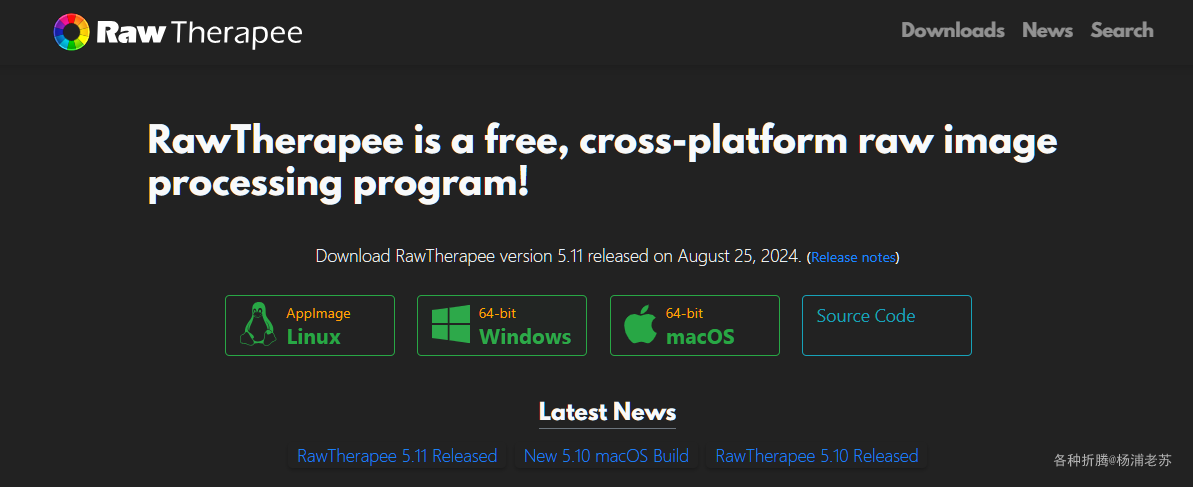 Raw Therapee
Downloads News Search
RawTherapee is a free, cross-platform raw image
processing program!
Download RawTherapee version 5.11 released on August 25, 2024. (Release notes)
AppImage
Linux
64-bit
Windows
64-bit
macOS
Source Code
Latest News
RawTherapee 5.11 Released
New 5.10 macOS Build
RawTherapee 5.10 Released
各种折腾@杨浦老苏